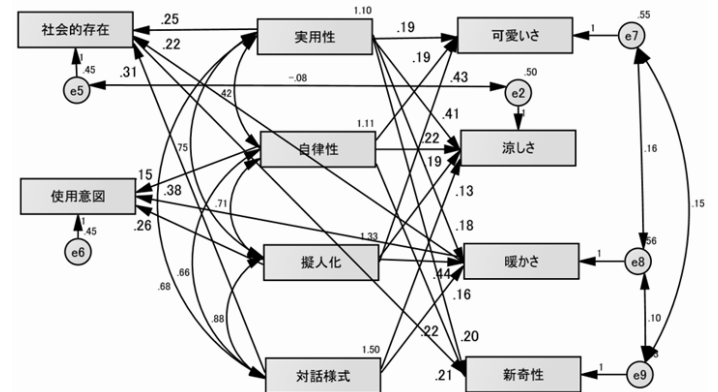 1.10
.55
社会的存在
.25
実用性
.19
可愛いさ
1
e7
.22
.19
1
.45
.31
.42
-.08
.43
.50
e5
e2
1.11
.41
1
自律性
.22
涼しさ
.75
.19
.16
.15
使用意図
.38
.13
.15
.71
1
.45
.26
1.33
.18
.56
e6
擬人化
暖かさ
1
e8
.66
.44
.68
.16
.88
.10
1.50
.22
.20
対話様式
.21
新奇性
1
e9